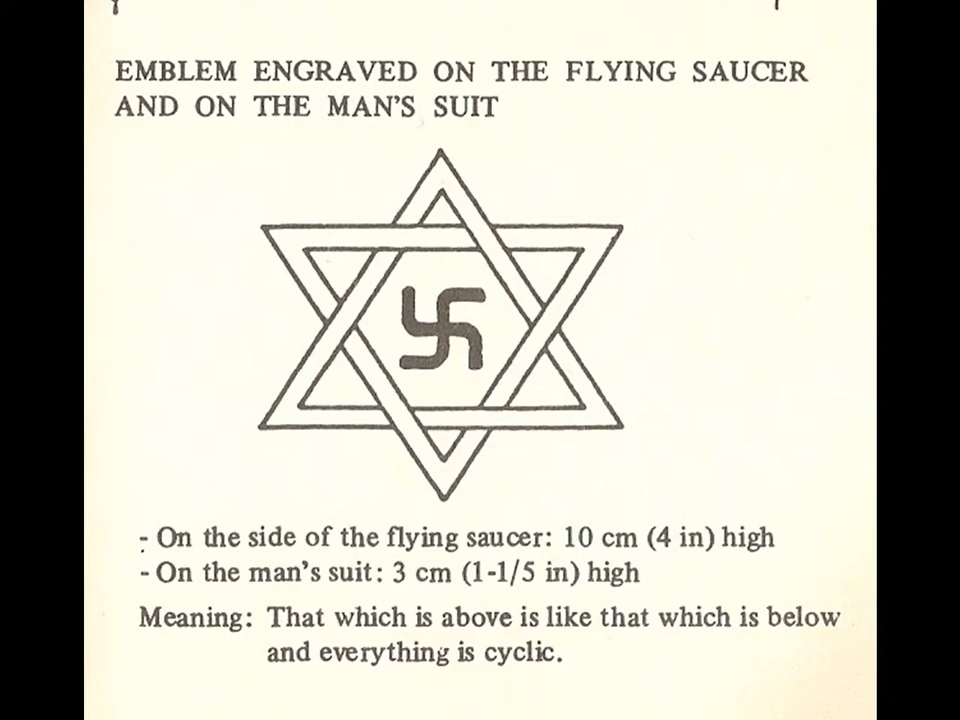 EMBLEM ENGRAVED ON THE FLYING SAUCER
AND ON THE MAN'S SUIT
- On the side of the flying saucer: 10 cm (4 in) high
- On the man's suit: 3 cm (1-1/5 in) high
Meaning: That which is above is like that which is below
and everything is cyclic.